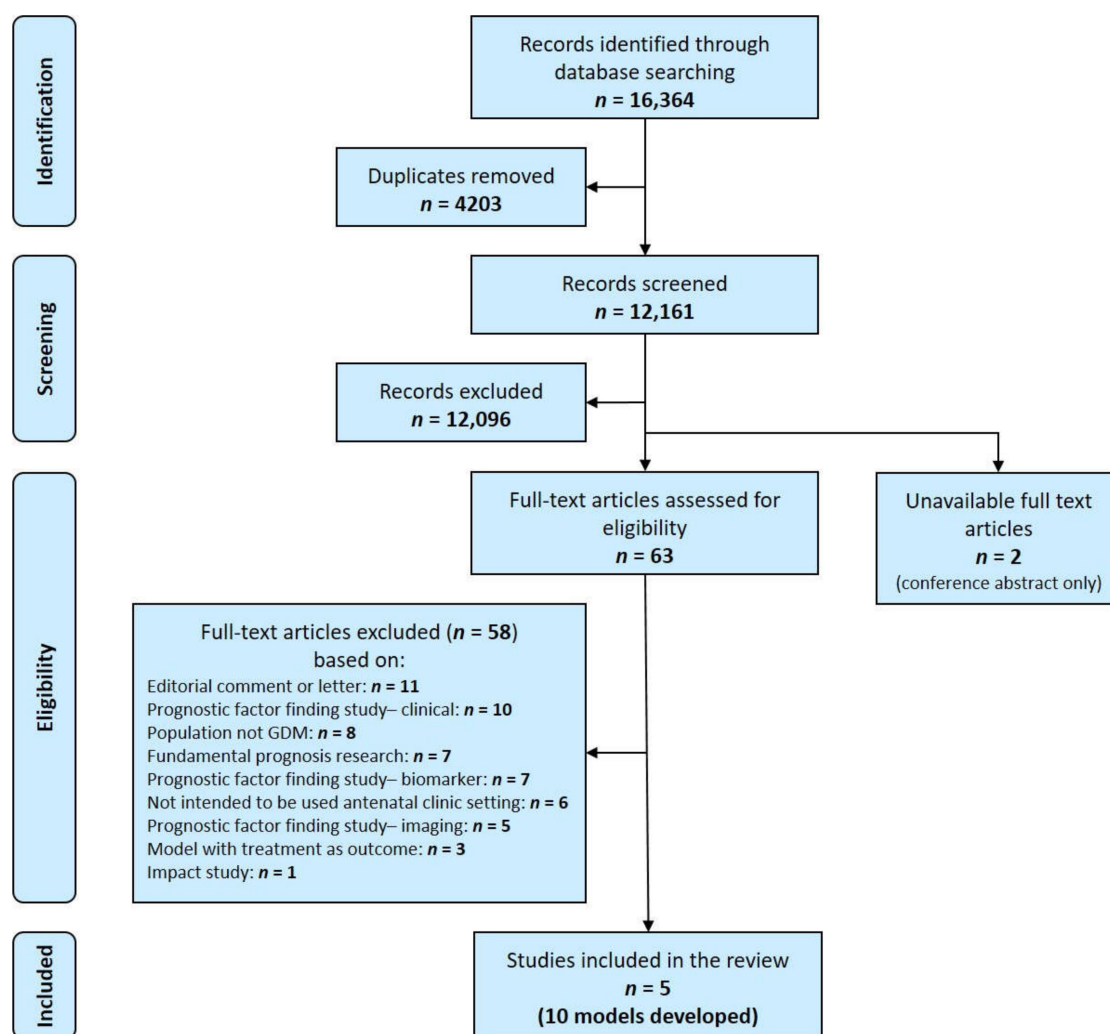 Identification
Records identified through
database searching
n = 16,364
Duplicates removed
n = 4203
Screening
Records screened
n = 12,161
Records excluded
n = 12,096
Eligibility
Full-text articles assessed for
eligibility
n = 63
Unavailable full text
articles
n = 2
(conference abstract only)
Full-text articles excluded (n = 58)
based on:
Editorial comment or letter: n = 11
Prognostic factor finding study– clinical: n = 10
Population not GDM: n = 8
Fundamental prognosis research: n = 7
Prognostic factor finding study– biomarker: n = 7
Not intended to be used antenatal clinic setting: n = 6
Prognostic factor finding study– imaging: n = 5
Model with treatment as outcome: n = 3
Impact study: n = 1
Included
Studies included in the review
n = 5
(10 models developed)